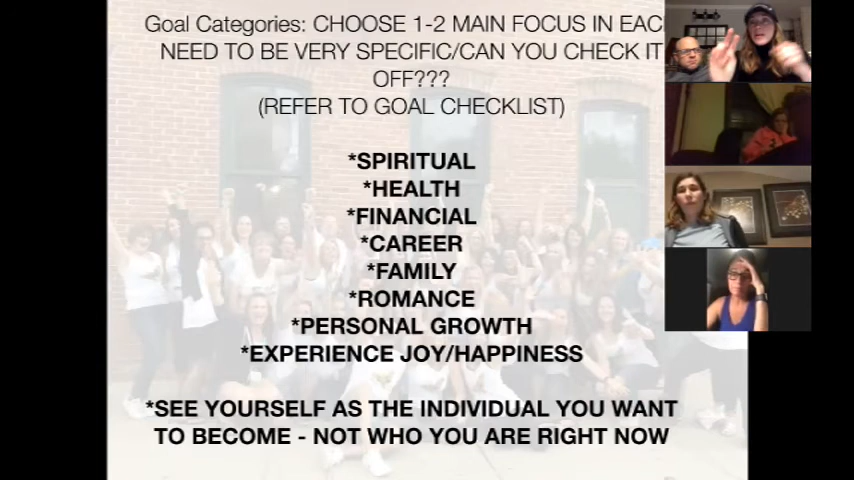 Goal Categories: CHOOSE 1-2 MAIN FOCUS IN EAC
NEED TO BE VERY SPECIFIC/CAN YOU CHECK IT
OFF???
(REFER TO GOAL CHECKLIST)
*SPIRITUAL
*HEALTH
*FINANCIAL
*CAREER
*FAMILY
*ROMANCE
*PERSONAL GROWTH
*EXPERIENCE JOY/HAPPINESS
*SEE YOURSELF AS THE INDIVIDUAL YOU WANT
TO BECOME - NOT WHO YOU ARE RIGHT NOW